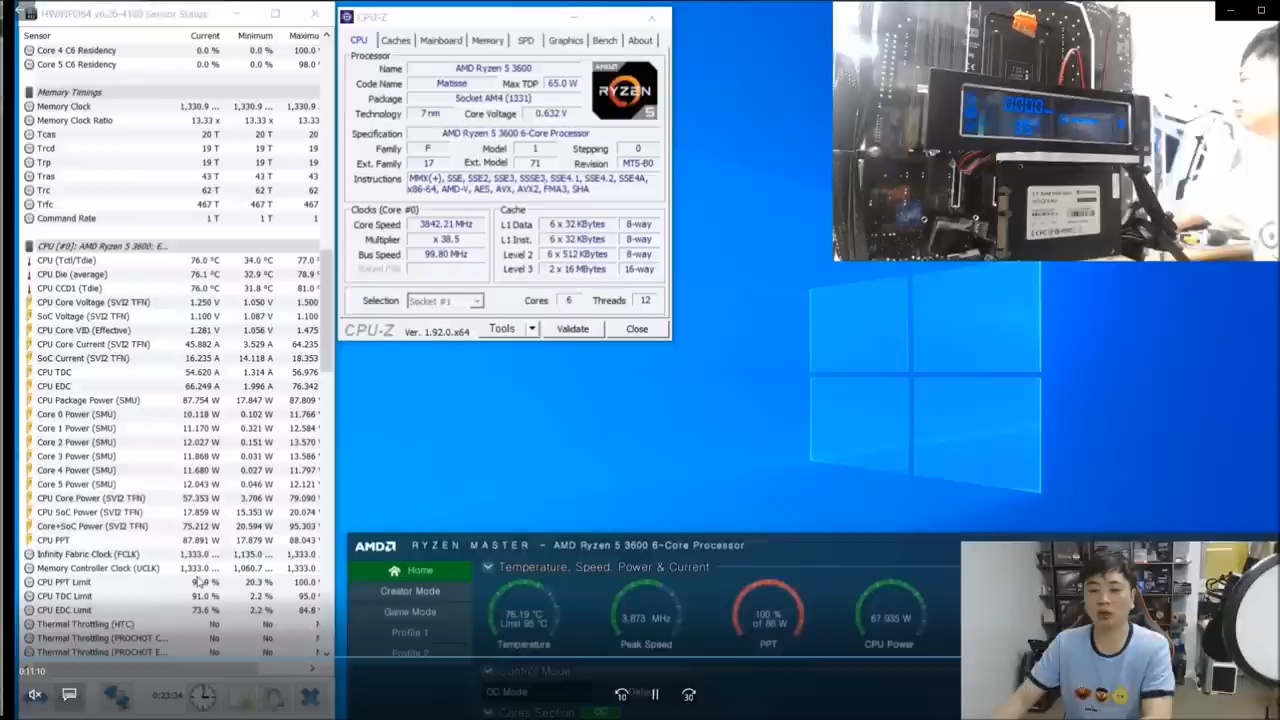 HWiNFO64 v6.26-4100 Sensor Status
Sensor Current Minimum Maximu
Core 4 C6 Residency 0.0 % 0.0 % 100.0
Core 5 C6 Residency 0.0 % 0.0 % 98.0
Memory Timings
Memory Clock 1,330.9 ... 1,330.9 ... 1,330.9
Memory Clock Ratio 13.33 x 13.33 x 13.33
Tcas 20 T 20 T 20
Trcd 19 T 19 T 19
Trp 19 T 19 T 19
Tras 43 T 43 T 43
Trc 62 T 62 T 62
Trfc 467 T 467 T 467
Command Rate 1 T 1 T 1
CPU [#0]: AMD Ryzen 5 3600: E...
CPU (Tctl/Tdie) 76.0 °C 34.0 °C 77.0
CPU Die (average) 76.1 °C 32.9 °C 78.9
CPU CCD1 (Tdie) 76.0 °C 31.8 °C 81.0
CPU Core Voltage (SVI2 TFN) 1.250 V 1.050 V 1.500
SoC Voltage (SVI2 TFN) 1.100 V 1.087 V 1.100
CPU Core VID (Effective) 1.281 V 1.056 V 1.475
CPU Core Current (SVI2 TFN) 45.882 A 3.529 A 64.235
SoC Current (SVI2 TFN) 16.235 A 14.118 A 18.353
CPU TDC 54.620 A 1.314 A 56.976
CPU EDC 66.249 A 1.996 A 76.342
CPU Package Power (SMU) 87.754 W 17.847 W 87.809
Core 0 Power (SMU) 10.118 W 0.102 W 11.766
Core 1 Power (SMU) 11.170 W 0.321 W 12.584
Core 2 Power (SMU) 12.027 W 0.151 W 13.570
Core 3 Power (SMU) 11.868 W 0.031 W 13.586
Core 4 Power (SMU) 11.680 W 0.027 W 11.797
Core 5 Power (SMU) 12.043 W 0.046 W 12.121
CPU Core Power (SVI2 TFN) 57.353 W 3.706 W 79.090
CPU SoC Power (SVI2 TFN) 17.859 W 15.353 W 20.074
Core+SoC Power (SVI2 TFN) 75.212 W 20.594 W 95.303
CPU PPT 87.891 W 17.879 W 88.043
Infinity Fabric Clock (FCLK) 1,333.0 ... 1,135.0 ... 1,333.0
Memory Controller Clock (UCLK) 1,333.0 ... 1,060.7 ... 1,333.0
CPU PPT Limit 20.3 % 100.0
CPU TDC Limit 91.0 % 2.2 % 95.0
CPU EDC Limit 73.6 % 2.2 % 84.8
Thermal Throttling (HTC) No No
Thermal Throttling (PROCHOT C... No No
Thermal Throttling (PROCHOT E... No No
0:11:10
0:23:34
CPU-Z
CPU Caches Mainboard Memory SPD Graphics Bench About
Processor
Name AMD Ryzen 5 3600
Code Name Matisse Max TDP 65.0 W
Package Socket AM4 (1331)
Technology 7 nm Core Voltage 0.632 V
AMD RYZEN 5
Specification AMD Ryzen 5 3600 6-Core Processor
Family F Model 1 Stepping 0
Ext. Family 17 Ext. Model 71 Revision MTS-B0
Instructions MMX(+), SSE, SSE2, SSE3, SSSE3, SSE4.1, SSE4.2, SSE4A,
x86-64, AMD-V, AES, AVX, AVX2, FMA3, SHA
Clocks (Core #0)
Core Speed 3842.21 MHz
Multiplier x 38.5
Bus Speed 99.80 MHz
Rated FSB
Cache
L1 Data 6 x 32 KBytes 8-way
L1 Inst. 6 x 32 KBytes 8-way
Level 2 6 x 512 KBytes 8-way
Level 3 2 x 16 MBytes 16-way
Selection Socket #1 Cores 6 Threads 12
CPU-Z Ver. 1.92.0.x64 Tools Validate Close
AMD RYZEN MASTER - AMD Ryzen 5 3600 6-Core Processor
Home
Creator Mode
Game Mode
Profile 1
Profile 2
Temperature, Speed, Power & Current
76.19 °C
Limit 95 °C
Temperature
3,873 MHz
Peak Speed
100 %
of 88 W
PPT
67.935 W
CPU Power
Control Mode
OC Mode
Cores Section
10
30